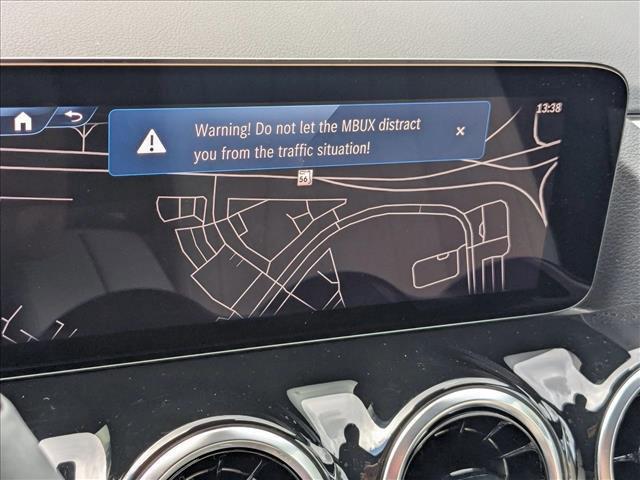 13:38
Warning! Do not let the MBUX distract
you from the traffic situation!
56